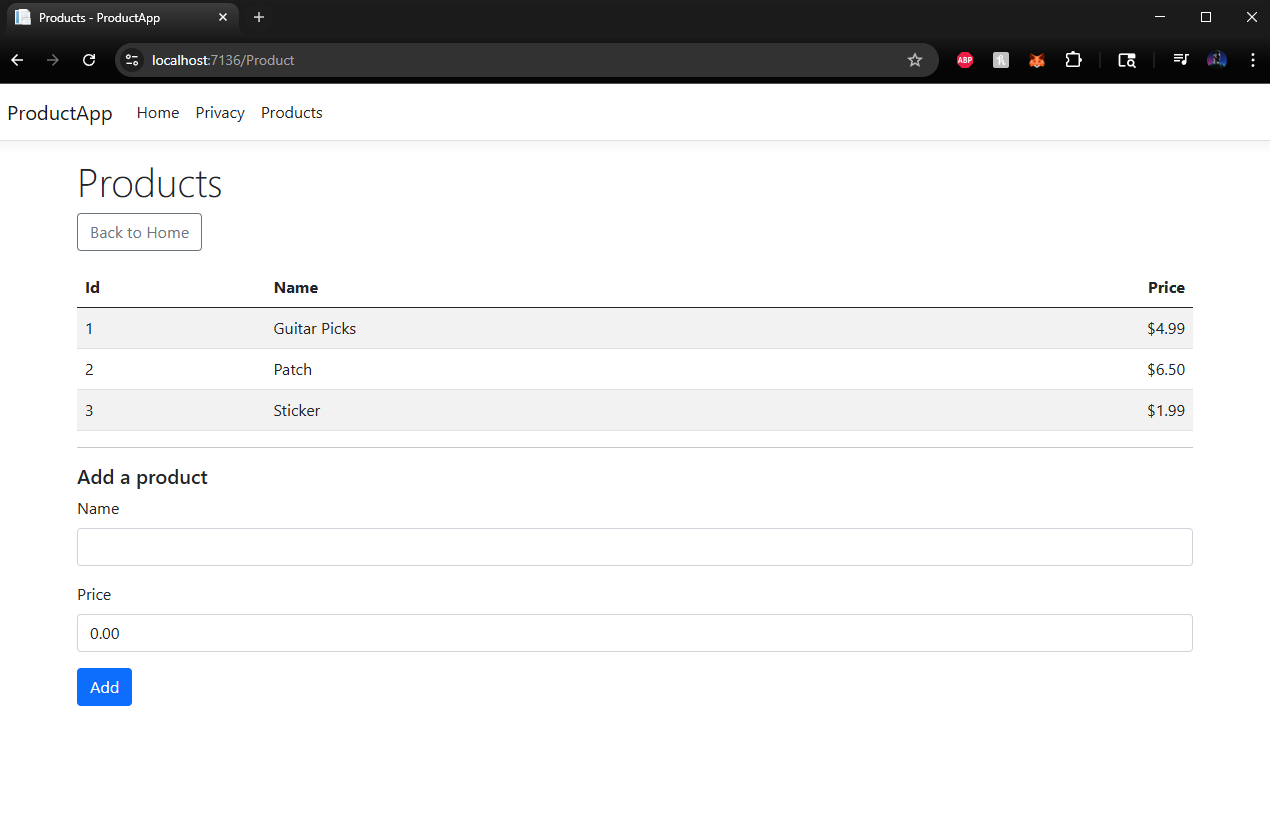 Products - ProductApp
localhost:7136/Product
ABP
ProductApp Home Privacy Products
Products
Back to Home
Id Name Price
1 Guitar Picks $4.99
2 Patch $6.50
3 Sticker $1.99
Add a product
Name
Price
0.00
Add